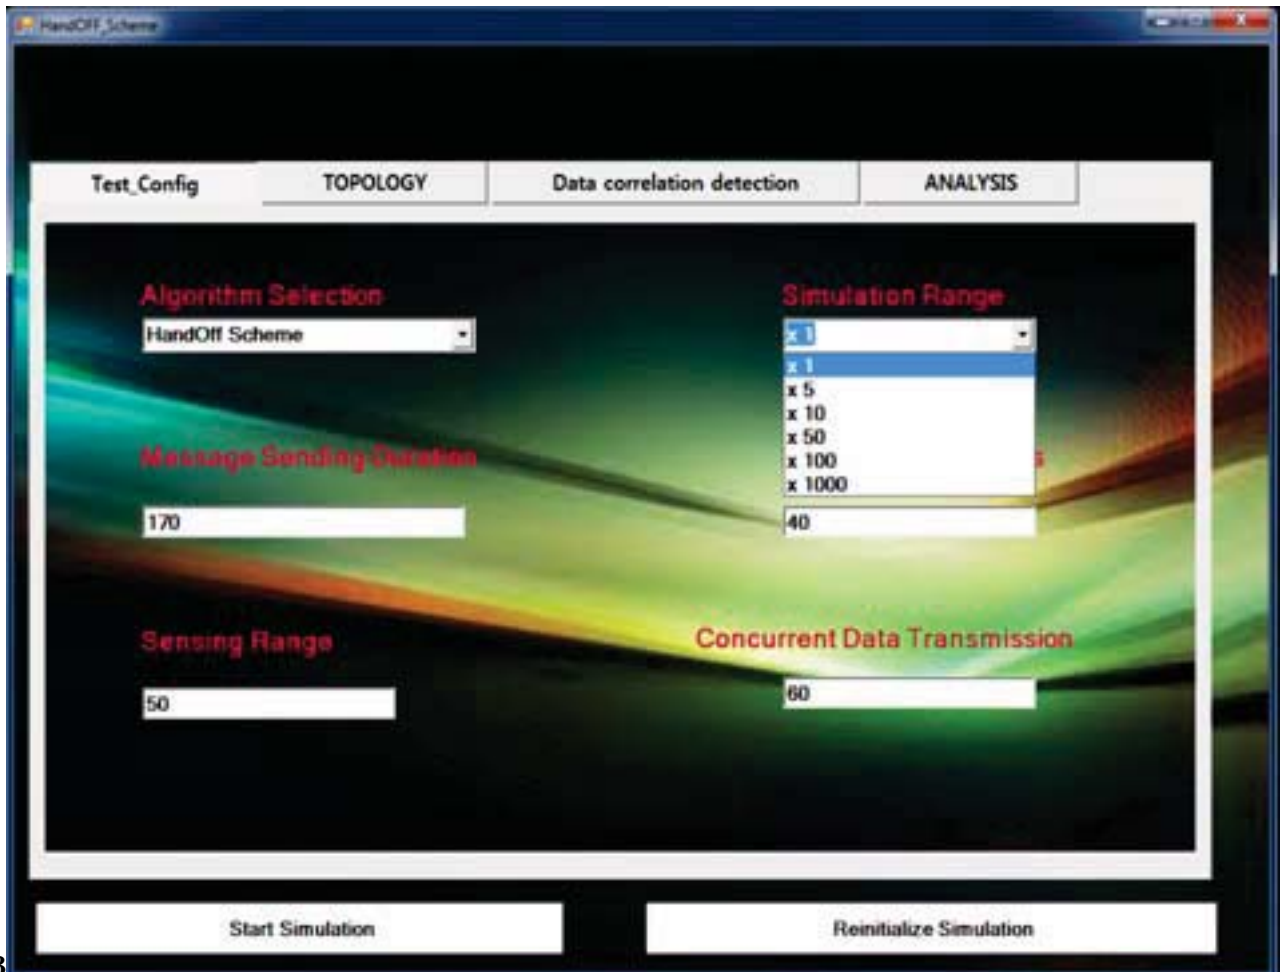 HandOFF_Scheme
Test_Config
TOPOLOGY
Data correlation detection
ANALYSIS
Algorithm Selection
Simulation Range
HandOff Scheme
x 1
x 1
x 5
x 10
x 50
x 100
x 1000
Message Sending Duration
170
40
Sensing Range
Concurrent Data Transmission
50
60
Start Simulation
Reinitialize Simulation